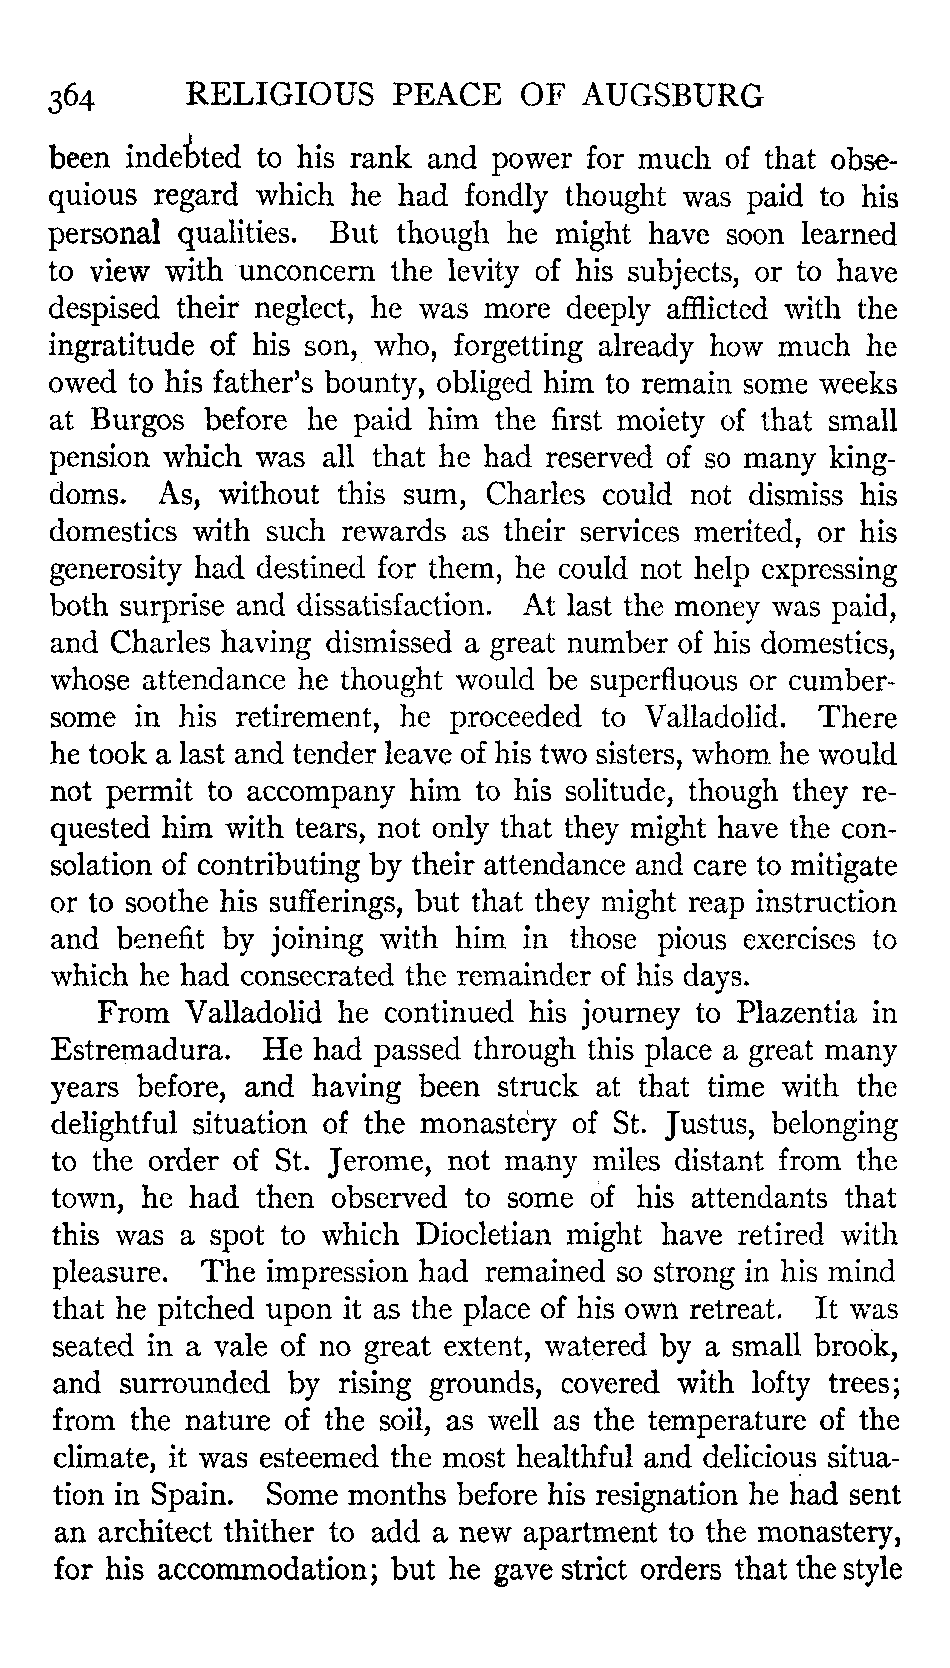 364 RELIGIOUS PEACE OF AUGSBURG
been indebted to his rank and power for much of that obse-
quious regard which he had fondly thought was paid to his
personal qualities. But though he might have soon learned
to view with unconcern the levity of his subjects, or to have
despised their neglect, he was more deeply afflicted with the
ingratitude of his son, who, forgetting already how much he
owed to his father's bounty, obliged him to remain some weeks
at Burgos before he paid him the first moiety of that small
pension which was all that he had reserved of so many king-
doms. As, without this sum, Charles could not dismiss his
domestics with such rewards as their services merited, or his
generosity had destined for them, he could not help expressing
both surprise and dissatisfaction. At last the money was paid,
and Charles having dismissed a great number of his domestics,
whose attendance he thought would be superfluous or cumber-
some in his retirement, he proceeded to Valladolid. There
he took a last and tender leave of his two sisters, whom he would
not permit to accompany him to his solitude, though they re-
quested him with tears, not only that they might have the con-
solation of contributing by their attendance and care to mitigate
or to soothe his sufferings, but that they might reap instruction
and benefit by joining with him in those pious exercises to
which he had consecrated the remainder of his days.
From Valladolid he continued his journey to Plazentia in
Estremadura. He had passed through this place a great many
years before, and having been struck at that time with the
delightful situation of the monastery of St. Justus, belonging
to the order of St. Jerome, not many miles distant from the
town, he had then observed to some of his attendants that
this was a spot to which Diocletian might have retired with
pleasure. The impression had remained so strong in his mind
that he pitched upon it as the place of his own retreat. It was
seated in a vale of no great extent, watered by a small brook,
and surrounded by rising grounds, covered with lofty trees;
from the nature of the soil, as well as the temperature of the
climate, it was esteemed the most healthful and delicious situa-
tion in Spain. Some months before his resignation he had sent
an architect thither to add a new apartment to the monastery,
for his accommodation; but he gave strict orders that the style